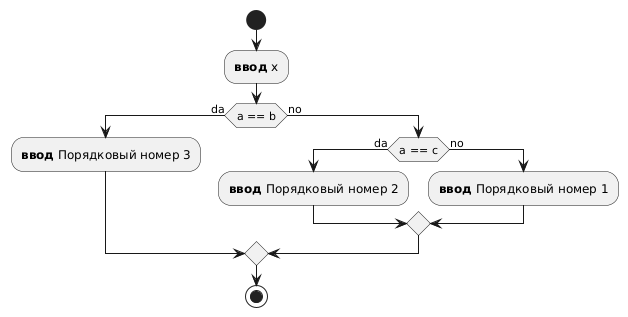 ввод x
a == b
da
no
ввод Порядковый номер 3
a == c
da
no
ввод Порядковый номер 2
ввод Порядковый номер 1